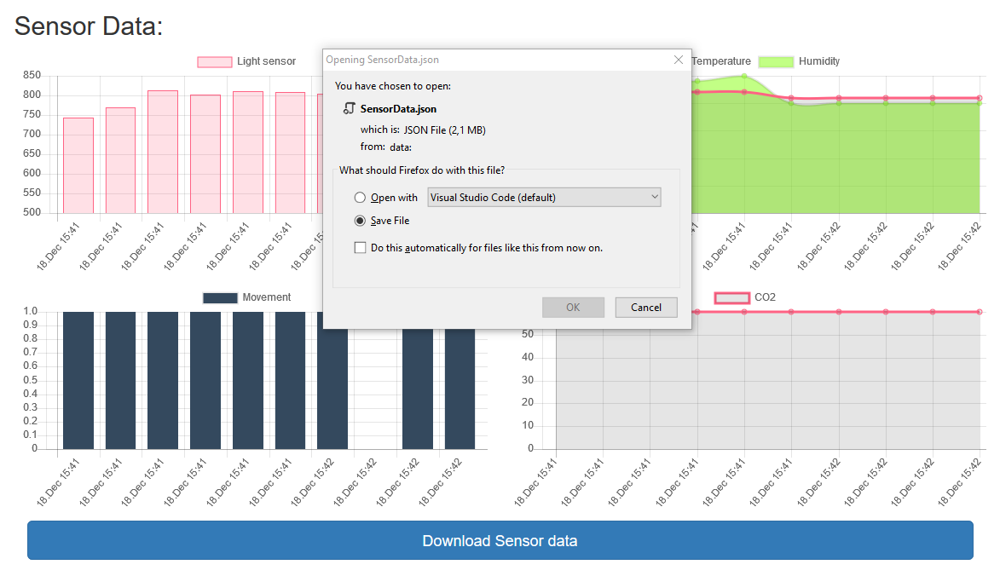 Sensor Data:
Light sensor
850
800
750
700
650
600
550
500
18.Dec 15:41
18.Dec 15:41
18.Dec 15:41
18.Dec 15:41
18.Dec 15:41
18.Dec 15:41
Opening SensorData.json
You have chosen to open:
SensorData.json
which is: JSON File (2,1 MB)
from: data:
What should Firefox do with this file?
Open with Visual Studio Code (default)
Save File
Do this automatically for files like this from now on.
OK Cancel
Temperature Humidity
18.Dec 15:41
18.Dec 15:41
18.Dec 15:42
18.Dec 15:42
18.Dec 15:42
18.Dec 15:42
Movement
1.0
0.9
0.8
0.7
0.6
0.5
0.4
0.3
0.2
0.1
0
18.Dec 15:41
18.Dec 15:41
18.Dec 15:41
18.Dec 15:41
18.Dec 15:41
18.Dec 15:41
18.Dec 15:42
18.Dec 15:42
18.Dec 15:42
18.Dec 15:42
CO2
50
40
30
20
10
0
18.Dec 15:41
18.Dec 15:41
18.Dec 15:41
18.Dec 15:41
18.Dec 15:41
18.Dec 15:41
18.Dec 15:42
18.Dec 15:42
18.Dec 15:42
18.Dec 15:42
Download Sensor data